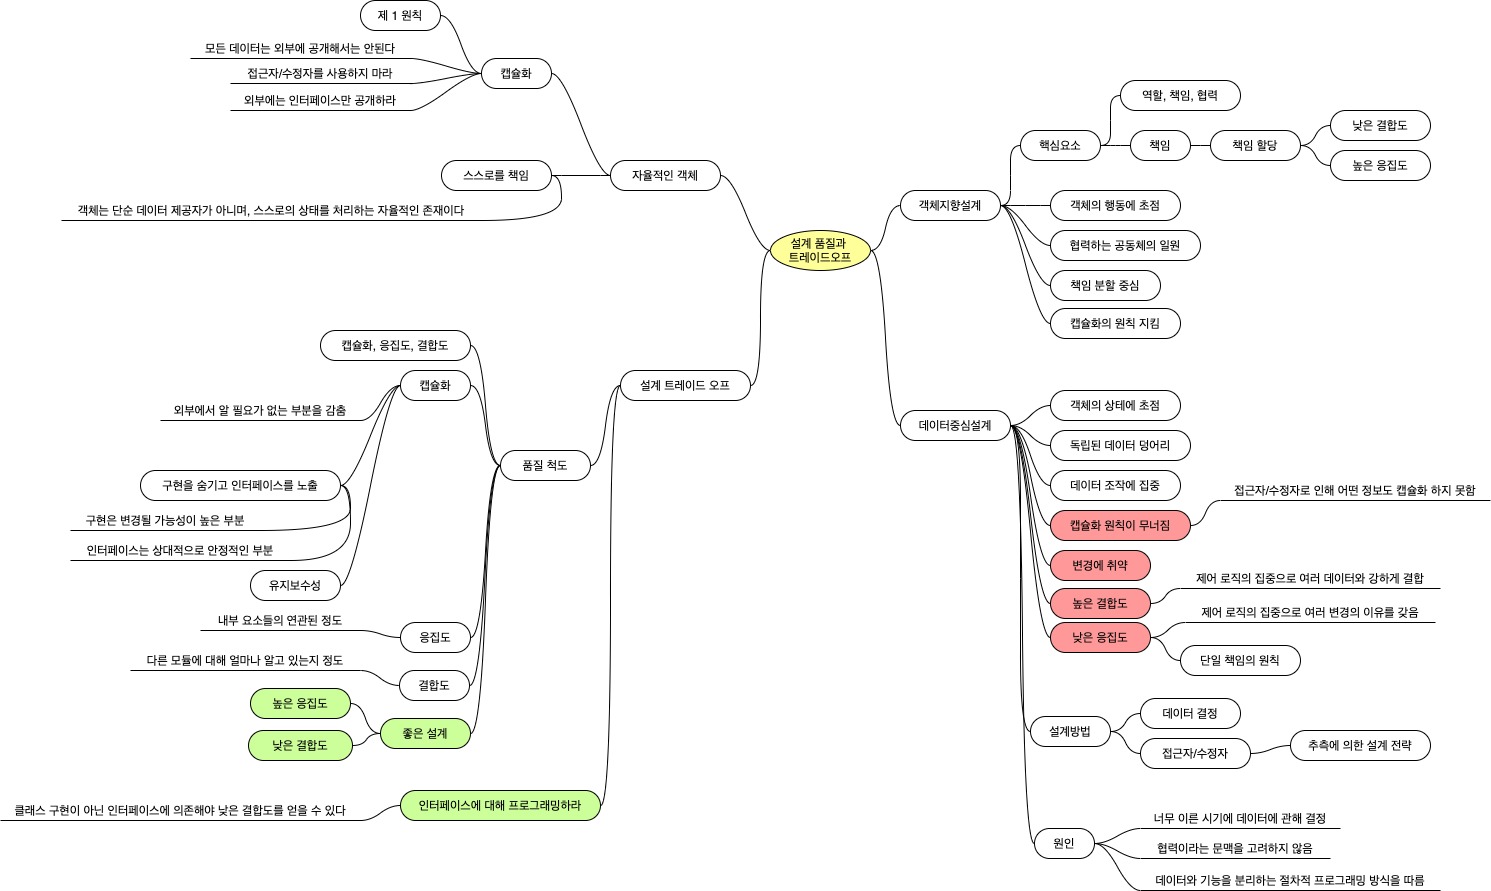 설계 품질과
트레이드오프
자율적인 객체
캡슐화
제 1 원칙
모든 데이터는 외부에 공개해서는 안된다
접근자/수정자를 사용하지 마라
외부에는 인터페이스만 공개하라
스스로를 책임
객체는 단순 데이터 제공자가 아니며, 스스로의 상태를 처리하는 자율적인 존재이다
설계 트레이드 오프
품질 척도
캡슐화, 응집도, 결합도
캡슐화
외부에서 알 필요가 없는 부분을 감춤
구현을 숨기고 인터페이스를 노출
구현은 변경될 가능성이 높은 부분
인터페이스는 상대적으로 안정적인 부분
유지보수성
응집도
내부 요소들의 연관된 정도
결합도
다른 모듈에 대해 얼마나 알고 있는지 정도
좋은 설계
높은 응집도
낮은 결합도
인터페이스에 대해 프로그래밍하라
클래스 구현이 아닌 인터페이스에 의존해야 낮은 결합도를 얻을 수 있다
객체지향설계
핵심요소
역할, 책임, 협력
책임
책임 할당
낮은 결합도
높은 응집도
객체의 행동에 초점
협력하는 공동체의 일원
책임 분할 중심
캡슐화의 원칙 지킴
데이터중심설계
객체의 상테에 초점
독립된 데이터 덩어리
데이터 조작에 집중
캡슐화 원칙이 무너짐
접근자/수정자로 인해 어떤 정보도 캡슐화 하지 못함
변경에 취약
높은 결합도
제어 로직의 집중으로 여러 데이터와 강하게 결합
낮은 응집도
제어 로직의 집중으로 여러 변경의 이유를 갖음
단일 책임의 원칙
설계방법
데이터 결정
접근자/수정자
추측에 의한 설계 전략
원인
너무 이른 시기에 데이터에 관해 결정
협력이라는 문맥을 고려하지 않음
데이터와 기능을 분리하는 절차적 프로그래밍 방식을 따름